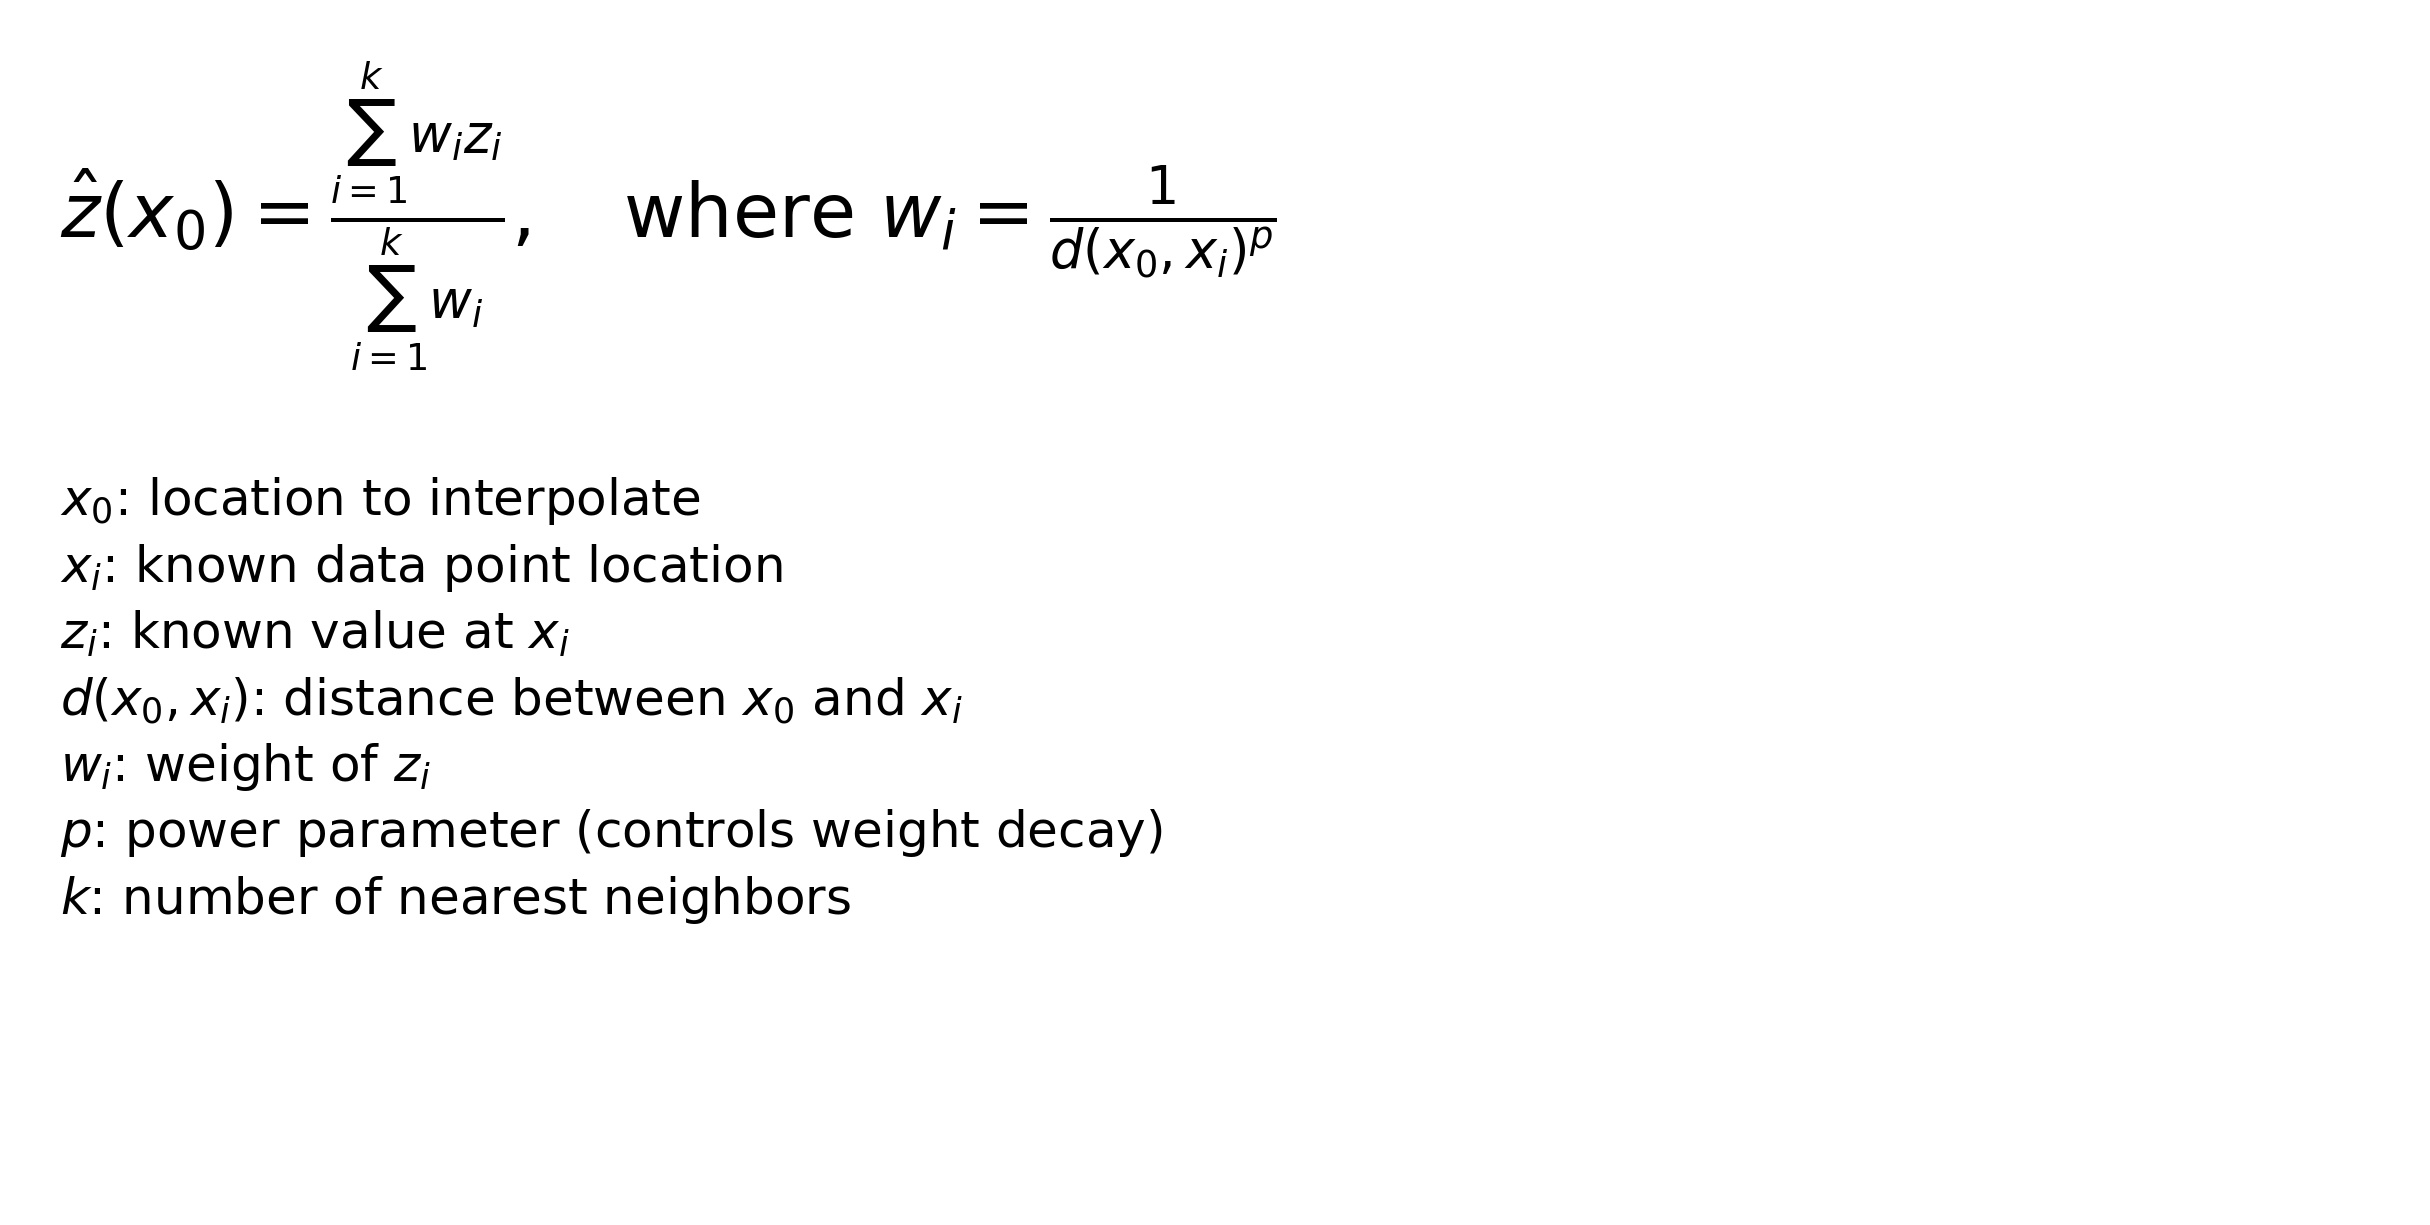 $\hat{z}(x_0) = \frac{\sum_{i=1}^{k} w_i z_i}{\sum_{i=1}^{k} w_i}, \quad \text{where } w_i = \frac{1}{d(x_0, x_i)^p}$
$x_0$: location to interpolate
$x_i$: known data point location
$z_i$: known value at $x_i$
$d(x_0, x_i)$: distance between $x_0$ and $x_i$
$w_i$: weight of $z_i$
$p$: power parameter (controls weight decay)
$k$: number of nearest neighbors